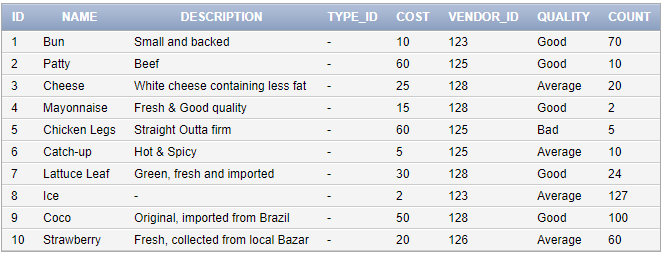 ID NAME DESCRIPTION TYPE_ID COST VENDOR_ID QUALITY COUNT
1 Bun Small and backed - 10 123 Good 70
2 Patty Beef - 60 125 Good 10
3 Cheese White cheese containing less fat - 25 128 Average 20
4 Mayonnaise Fresh & Good quality - 15 128 Good 2
5 Chicken Legs Straight Outta firm - 60 125 Bad 5
6 Catch-up Hot & Spicy - 5 125 Average 10
7 Lattuce Leaf Green, fresh and imported - 30 128 Good 24
8 Ice - - 2 123 Average 127
9 Coco Original, imported from Brazil - 50 128 Good 100
10 Strawberry Fresh, collected from local Bazar - 20 126 Average 60